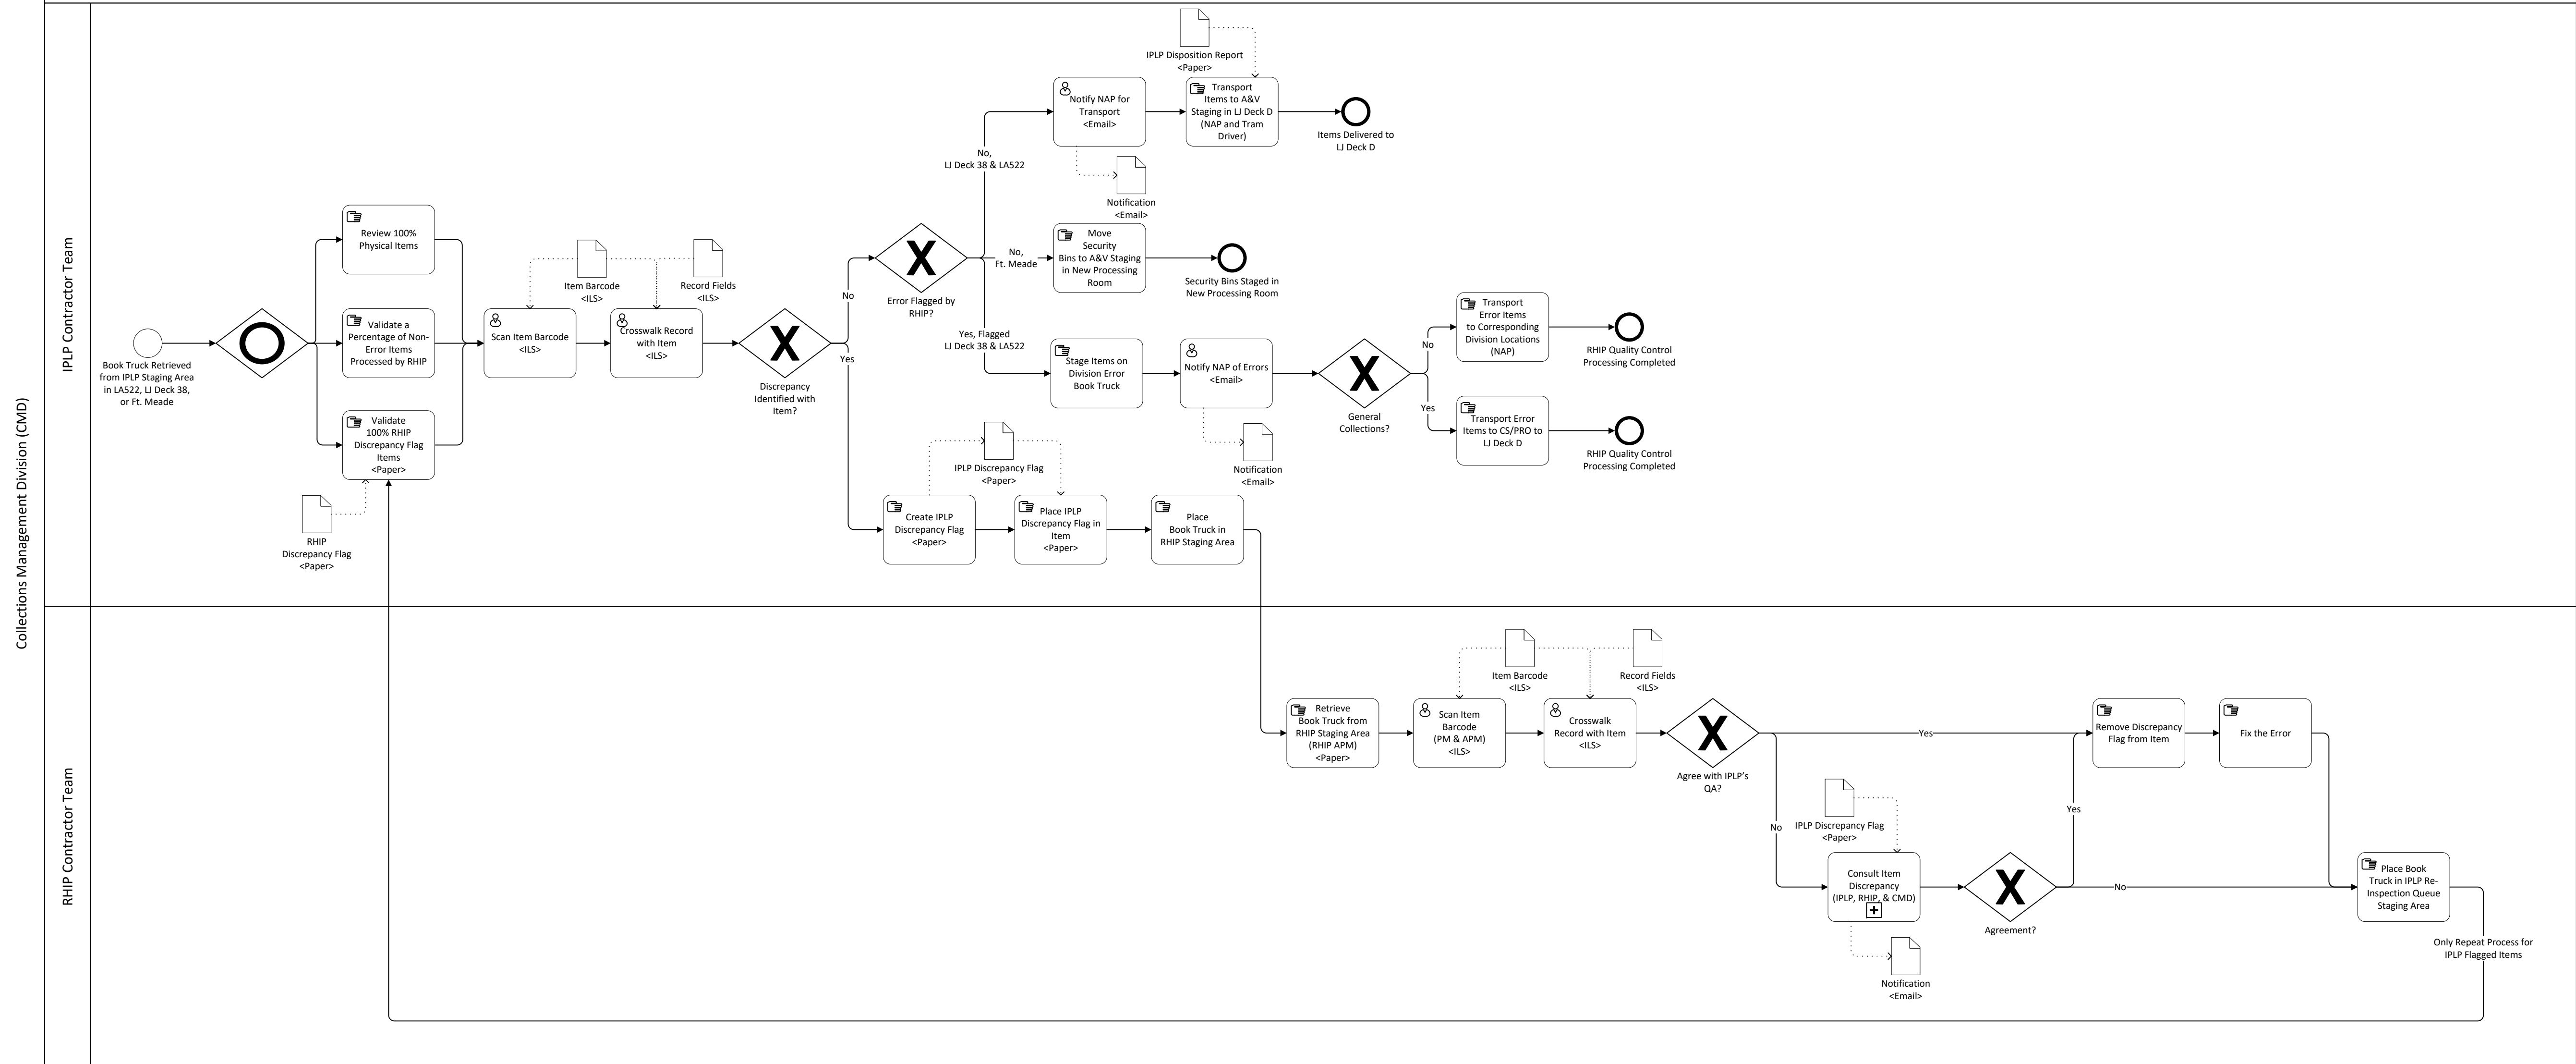 Collections Management Division (CMD)
IPLP Contractor Team
Book Truck Retrieved
from IPLP Staging Area
in LA522, LJ Deck 38,
or Ft. Meade
Review 100%
Physical Items
Validate a
Percentage of Non-
Error Items
Processed by RHIP
Validate
100% RHIP
Discrepancy Flag
Items
<Paper>
RHIP
Discrepancy Flag
<Paper>
Scan Item Barcode
<ILS>
Item Barcode
<ILS>
Record Fields
<ILS>
Crosswalk Record
with Item
<ILS>
X
Discrepancy
Identified with
Item?
No
Yes
X
Error Flagged by
RHIP?
No,
LJ Deck 38 & LA522
No,
Ft. Meade
Yes, Flagged
LJ Deck 38 & LA522
Notify NAP for
Transport
<Email>
Notification
<Email>
IPLP Disposition Report
<Paper>
Transport
Items to A&V
Staging in LJ Deck D
(NAP and Tram
Driver)
Items Delivered to
LJ Deck D
Move
Security
Bins to A&V Staging
in New Processing
Room
Security Bins Staged in
New Processing Room
Stage Items on
Division Error
Book Truck
Notify NAP of Errors
<Email>
Notification
<Email>
X
General
Collections?
No
Yes
Transport
Error Items
to Corresponding
Division Locations
(NAP)
RHIP Quality Control
Processing Completed
Transport Error
Items to CS/PRO to
LJ Deck D
RHIP Quality Control
Processing Completed
Create IPLP
Discrepancy Flag
<Paper>
IPLP Discrepancy Flag
<Paper>
Place IPLP
Discrepancy Flag in
Item
<Paper>
Place
Book Truck in
RHIP Staging Area
RHIP Contractor Team
Retrieve
Book Truck from
RHIP Staging Area
(RHIP APM)
<Paper>
Scan Item
Barcode
(PM & APM)
<ILS>
Item Barcode
<ILS>
Record Fields
<ILS>
Crosswalk
Record with Item
<ILS>
X
Agree with IPLP's
QA?
Yes
No
IPLP Discrepancy Flag
<Paper>
Consult Item
Discrepancy
(IPLP, RHIP, & CMD)
Notification
<Email>
X
Agreement?
Yes
No
Remove Discrepancy
Flag from Item
Fix the Error
Place Book
Truck in IPLP Re-
Inspection Queue
Staging Area
Only Repeat Process for
IPLP Flagged Items